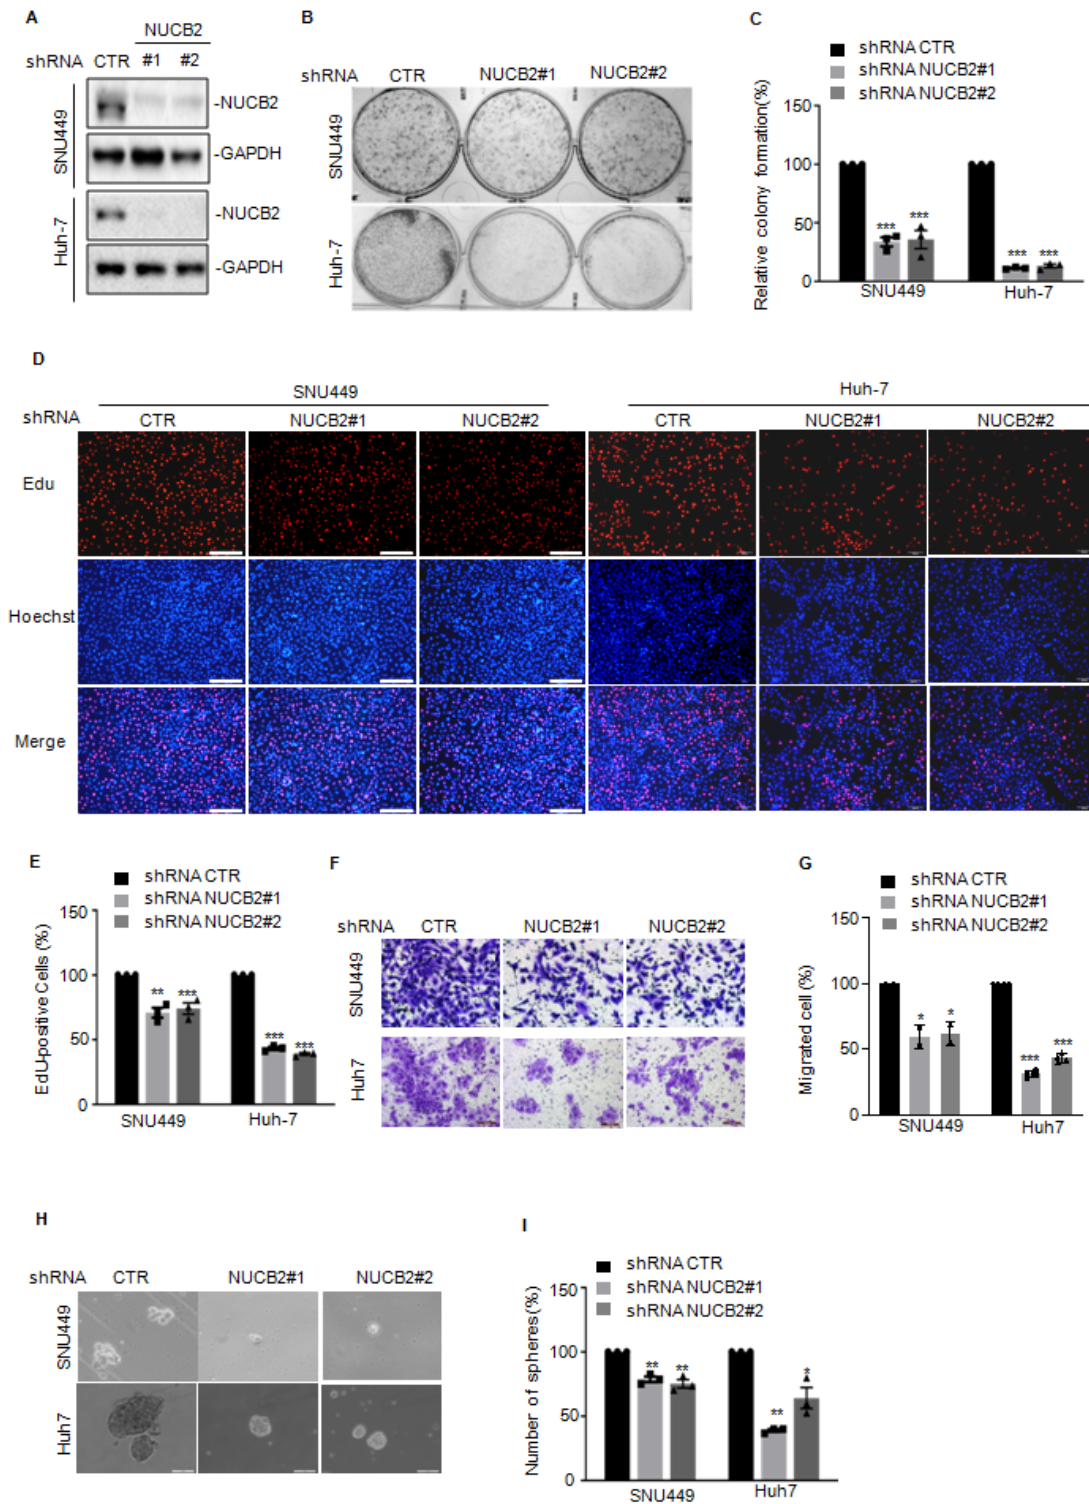 A
NUCB2
shRNA CTR #1 #2
SNU449
-NUCB2
-GAPDH
Huh-7
-NUCB2
-GAPDH
B
shRNA CTR NUCB2#1 NUCB2#2
SNU449
Huh-7
C
shRNA CTR
shRNA NUCB2#1
shRNA NUCB2#2
Relative colony formation(%)
150
100
50
0
*** ***
*** ***
SNU449 Huh-7
D
SNU449 Huh-7
shRNA CTR NUCB2#1 NUCB2#2 CTR NUCB2#1 NUCB2#2
Edu
Hoechst
Merge
E
shRNA CTR
shRNA NUCB2#1
shRNA NUCB2#2
EdU-positive Cells (%)
150
100
50
0
** ***
*** ***
SNU449 Huh-7
F
shRNA CTR NUCB2#1 NUCB2#2
SNU449
Huh7
G
shRNA CTR
shRNA NUCB2#1
shRNA NUCB2#2
Migrated cell (%)
150
100
50
0
* *
*** ***
SNU449 Huh7
H
shRNA CTR NUCB2#1 NUCB2#2
SNU449
Huh7
I
shRNA CTR
shRNA NUCB2#1
shRNA NUCB2#2
Number of spheres(%)
150
100
50
0
** **
** *
SNU449 Huh7